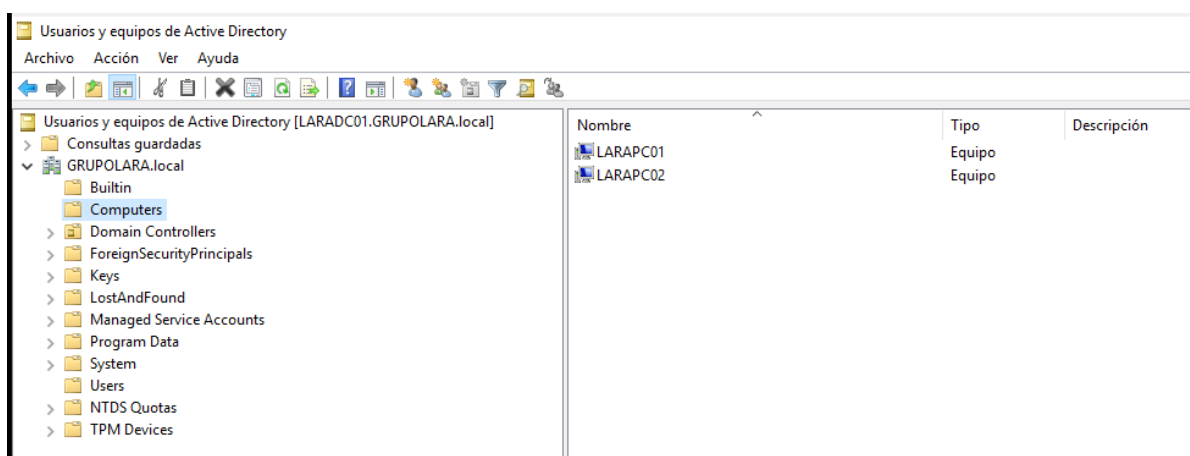 Usuarios y equipos de Active Directory
Archivo Acción Ver Ayuda
Usuarios y equipos de Active Directory [LARADC01.GRUPOLARA.local]
Consultas guardadas
GRUPOLARA.local
Builtin
Computers
Domain Controllers
ForeignSecurityPrincipals
Keys
LostAndFound
Managed Service Accounts
Program Data
System
Users
NTDS Quotas
TPM Devices
Nombre Tipo Descripción
LARAPC01 Equipo
LARAPC02 Equipo